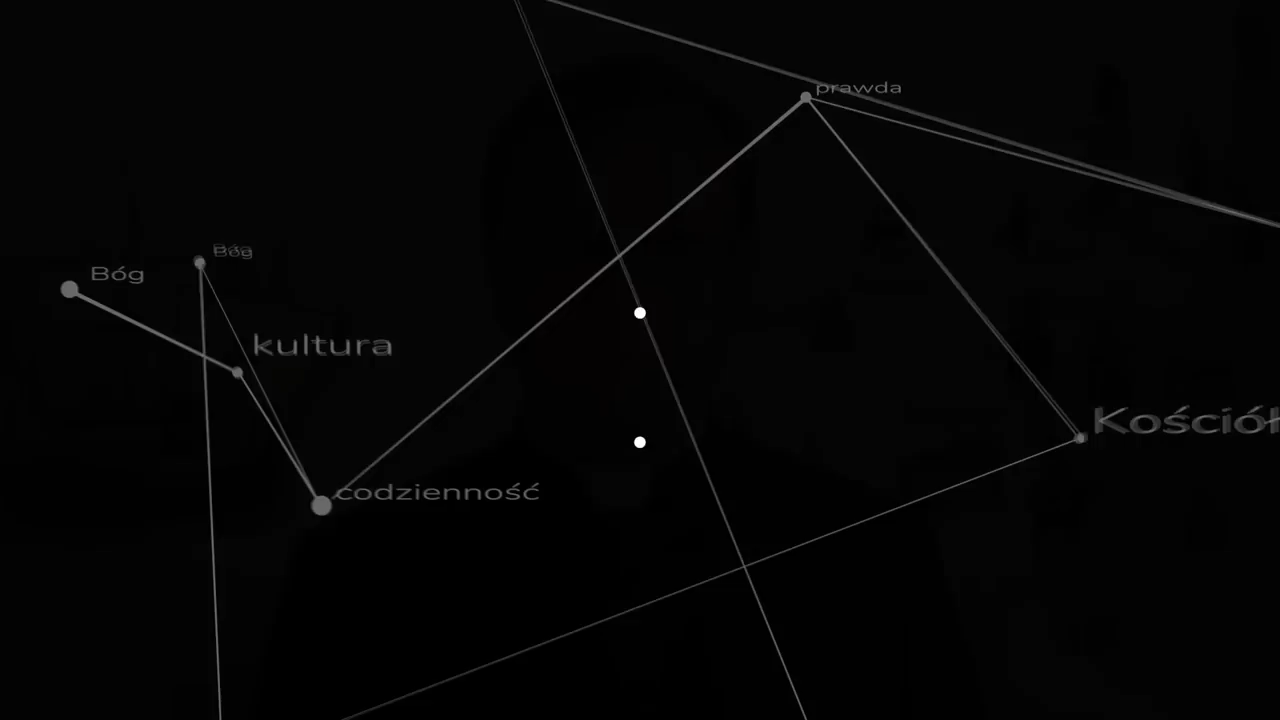 prawda
Bóg
Bóg
kultura
Kościół
codzienność